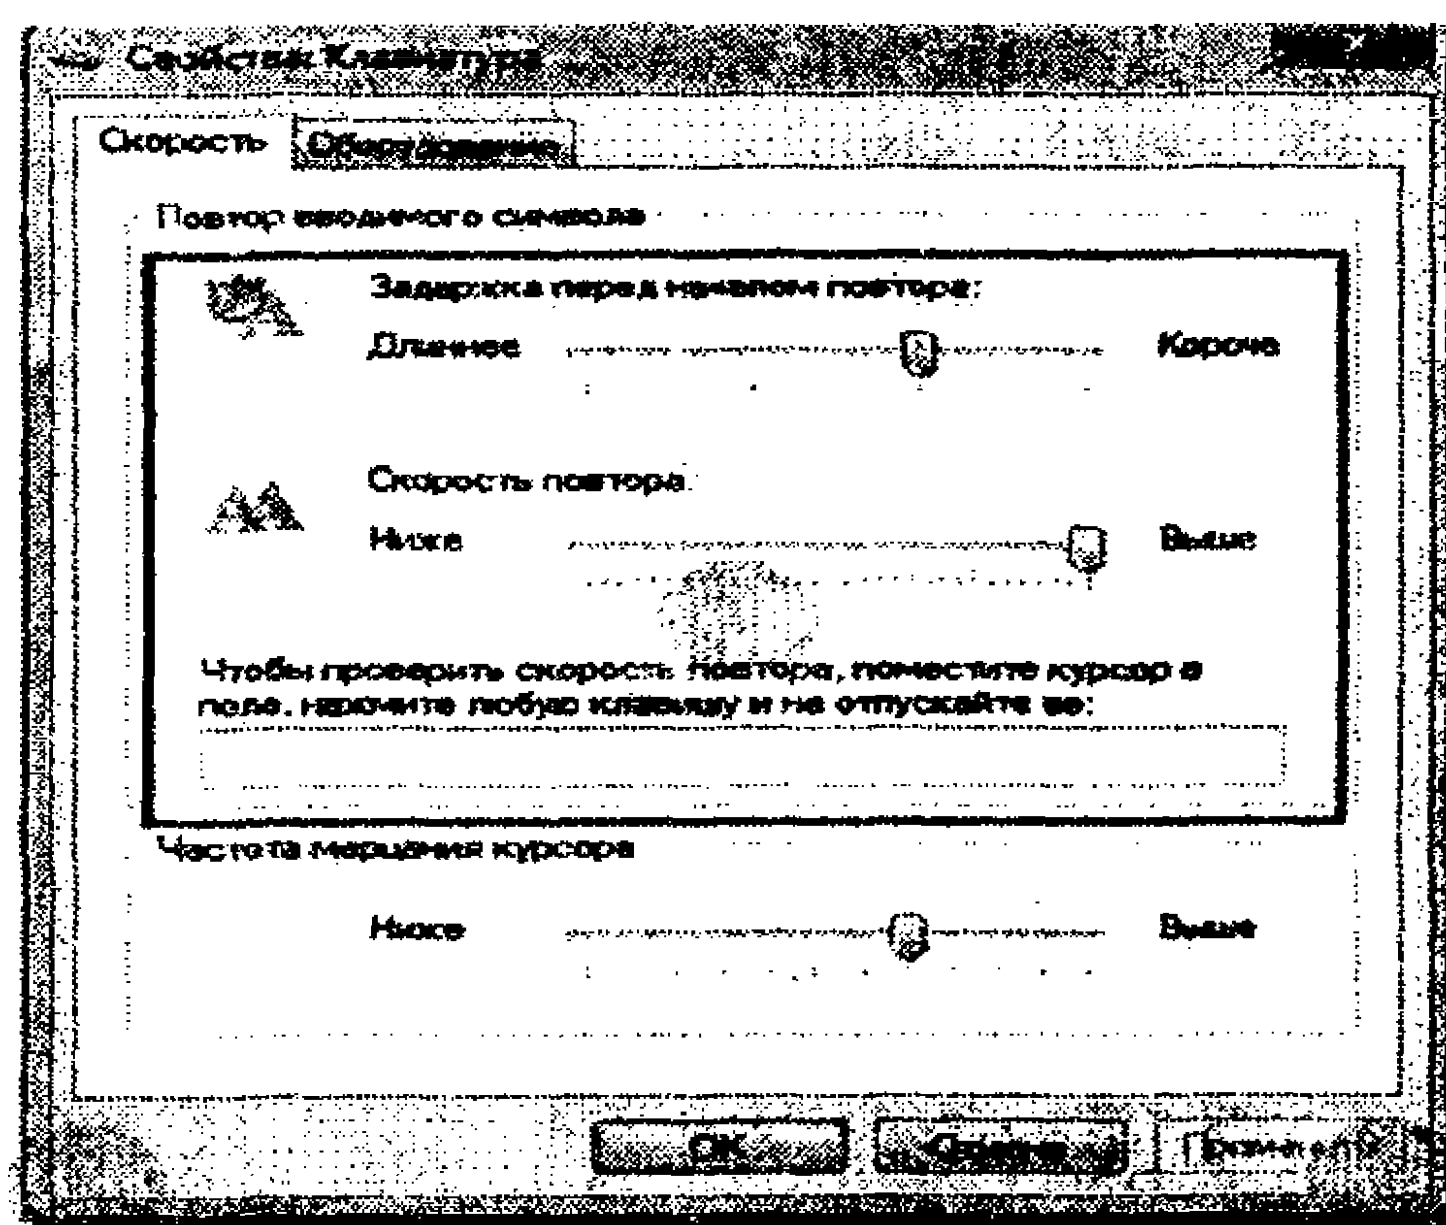 Свойства: Клавиатура
Скорость
Оборудование
Повтор вводимого символа
Задержка перед началом повтора:
Длиннее
Короче
Скорость повтора:
Ниже
Выше
Чтобы проверить скорость повтора, поместите курсор в
поле, нажмите любую клавишу и не отпускайте ее:
Частота мерцания курсора
Ниже
Выше
ОК
Отмена
Применить